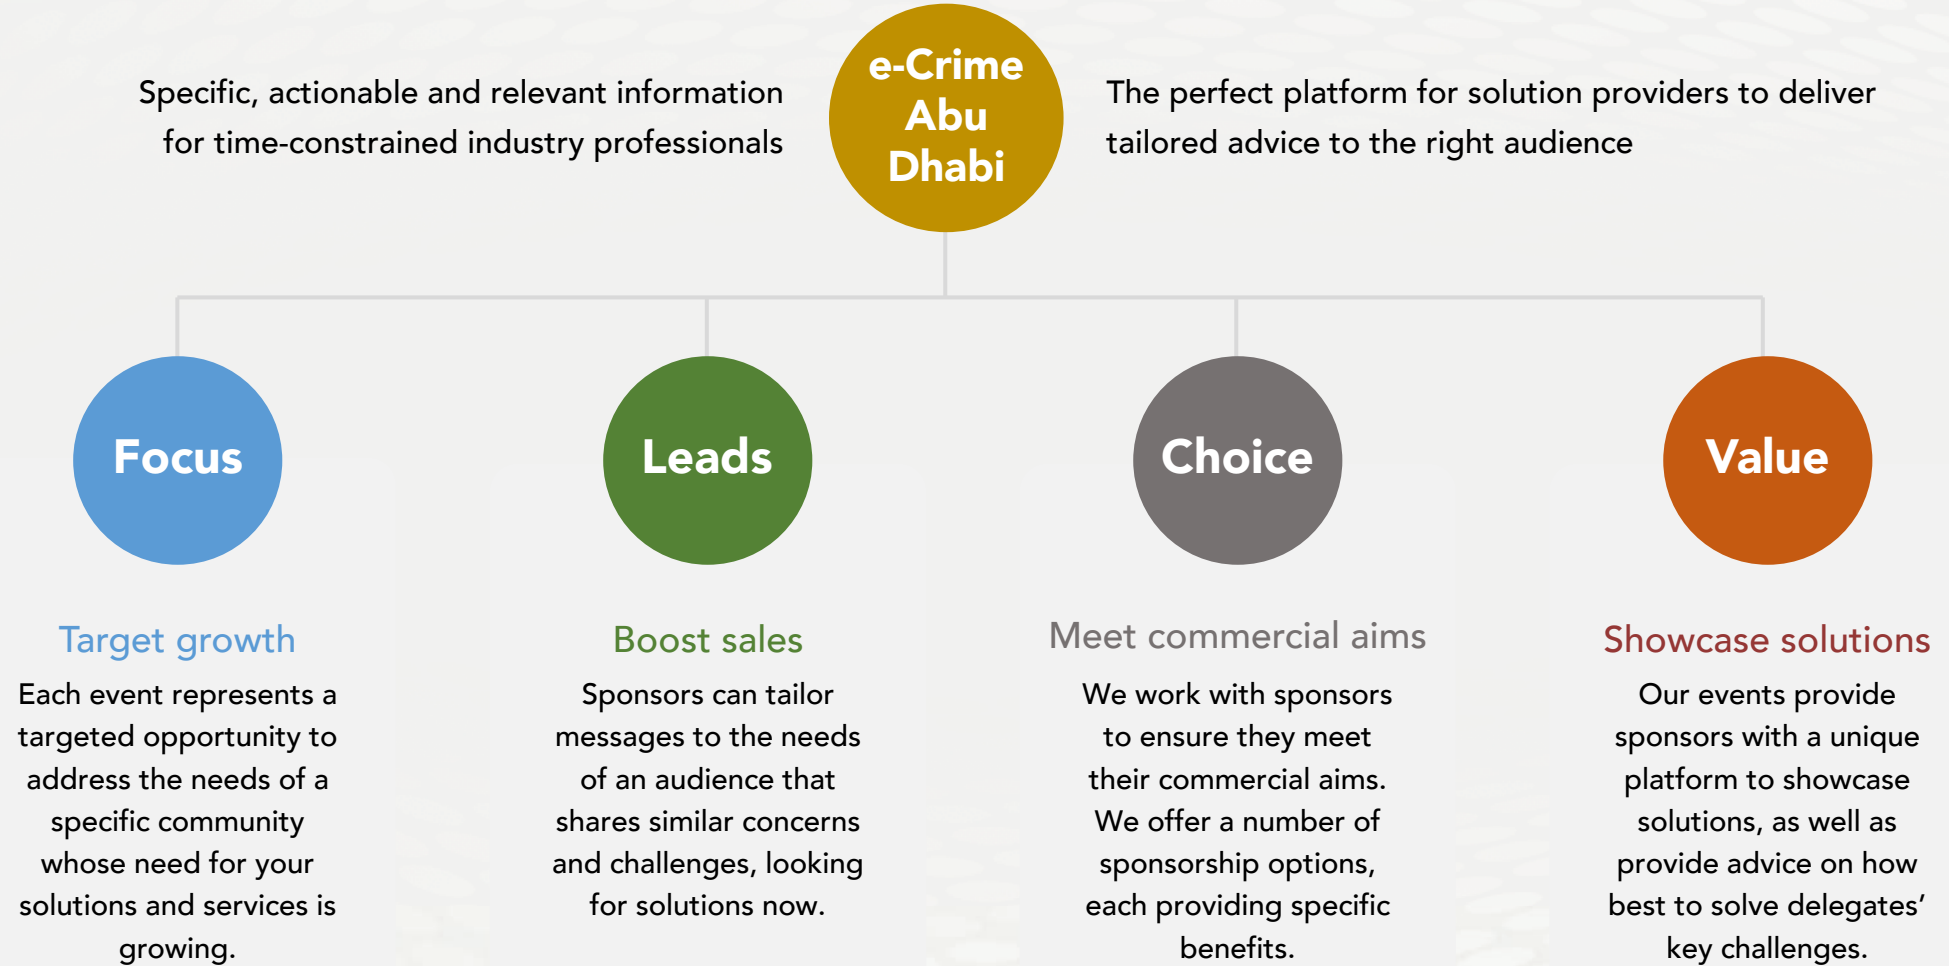 Specific, actionable and relevant information
for time-constrained industry professionals
e-Crime
Abu
Dhabi
The perfect platform for solution providers to deliver
tailored advice to the right audience
Focus
Target growth
Each event represents a
targeted opportunity to
address the needs of a
specific community
whose need for your
solutions and services is
growing.
Leads
Boost sales
Sponsors can tailor
messages to the needs
of an audience that
shares similar concerns
and challenges, looking
for solutions now.
Choice
Meet commercial aims
We work with sponsors
to ensure they meet
their commercial aims.
We offer a number of
sponsorship options,
each providing specific
benefits.
Value
Showcase solutions
Our events provide
sponsors with a unique
platform to showcase
solutions, as well as
provide advice on how
best to solve delegates’
key challenges.